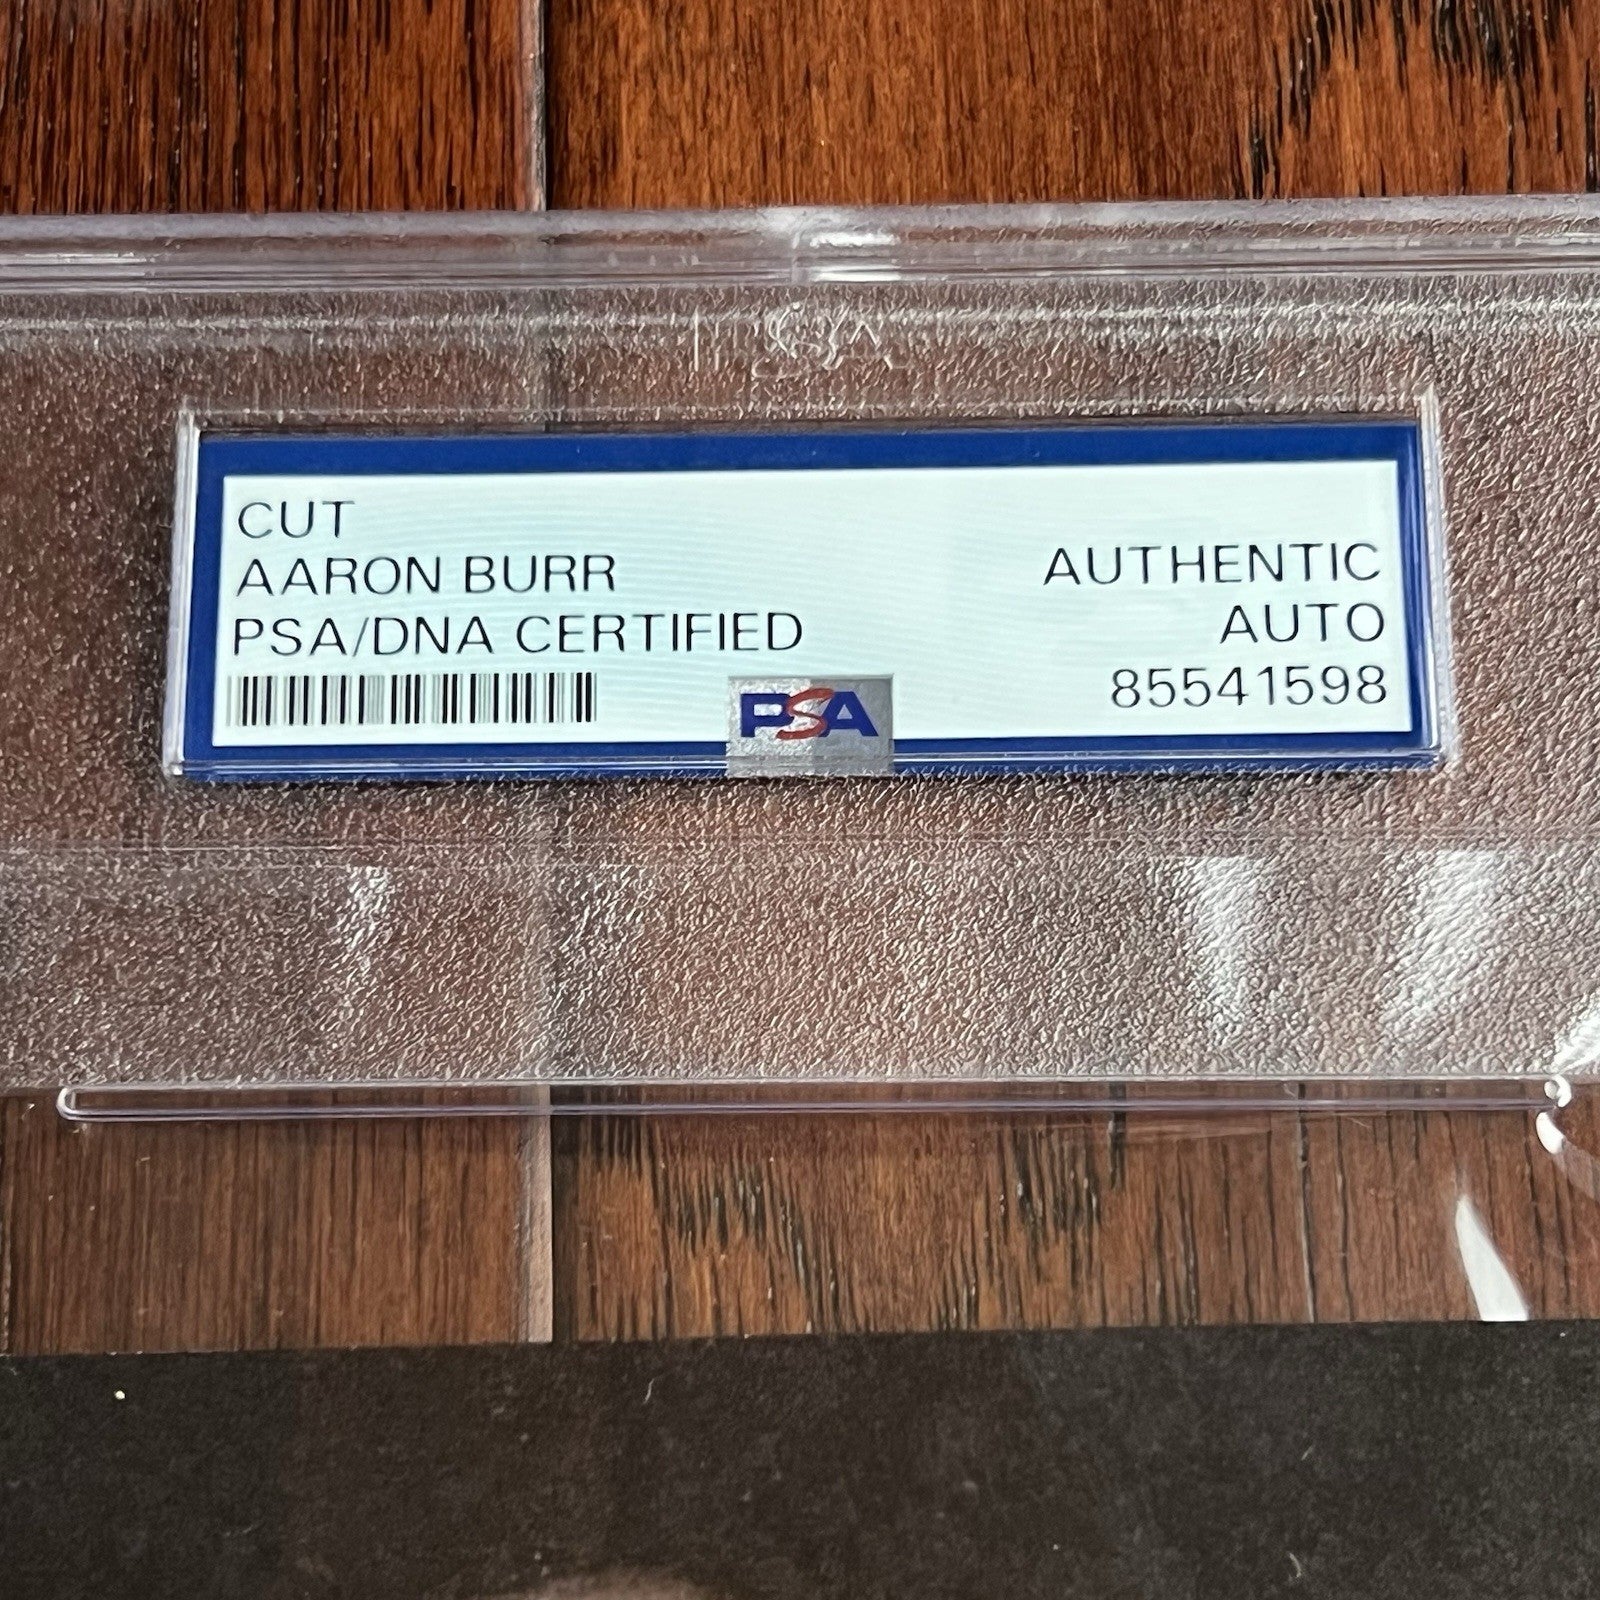 CUT
AARON BURR
PSA/DNA CERTIFIED
AUTHENTIC
AUTO
85541598
PSA